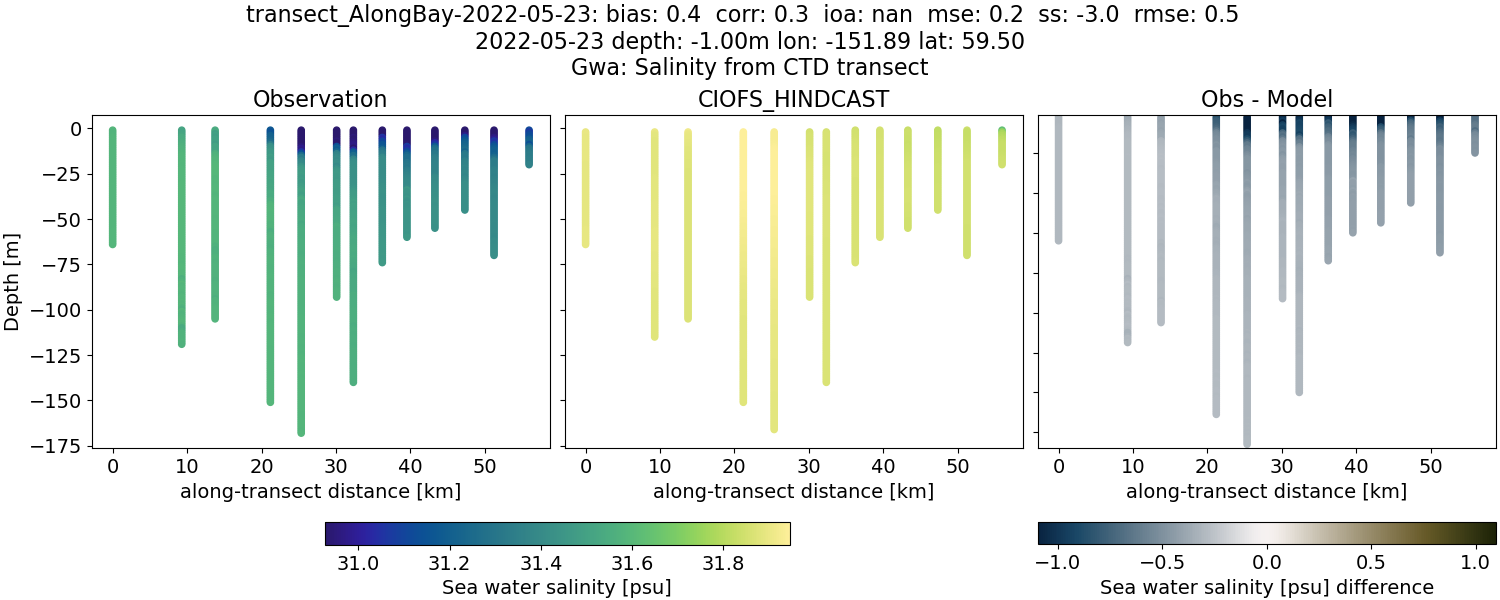 transect_AlongBay-2022-05-23: bias: 0.4 corr: 0.3 ioa: nan mse: 0.2 ss: -3.0 rmse: 0.5
2022-05-23 depth: -1.00m lon: -151.89 lat: 59.50
Gwa: Salinity from CTD transect
Observation
CIOFS_HINDCAST
Obs - Model
Depth [m]
0
−25
−50
−75
−100
−125
−150
−175
0 10 20 30 40 50
0 10 20 30 40 50
0 10 20 30 40 50
along-transect distance [km]
along-transect distance [km]
along-transect distance [km]
31.0 31.2 31.4 31.6 31.8
Sea water salinity [psu]
−1.0 −0.5 0.0 0.5 1.0
Sea water salinity [psu] difference